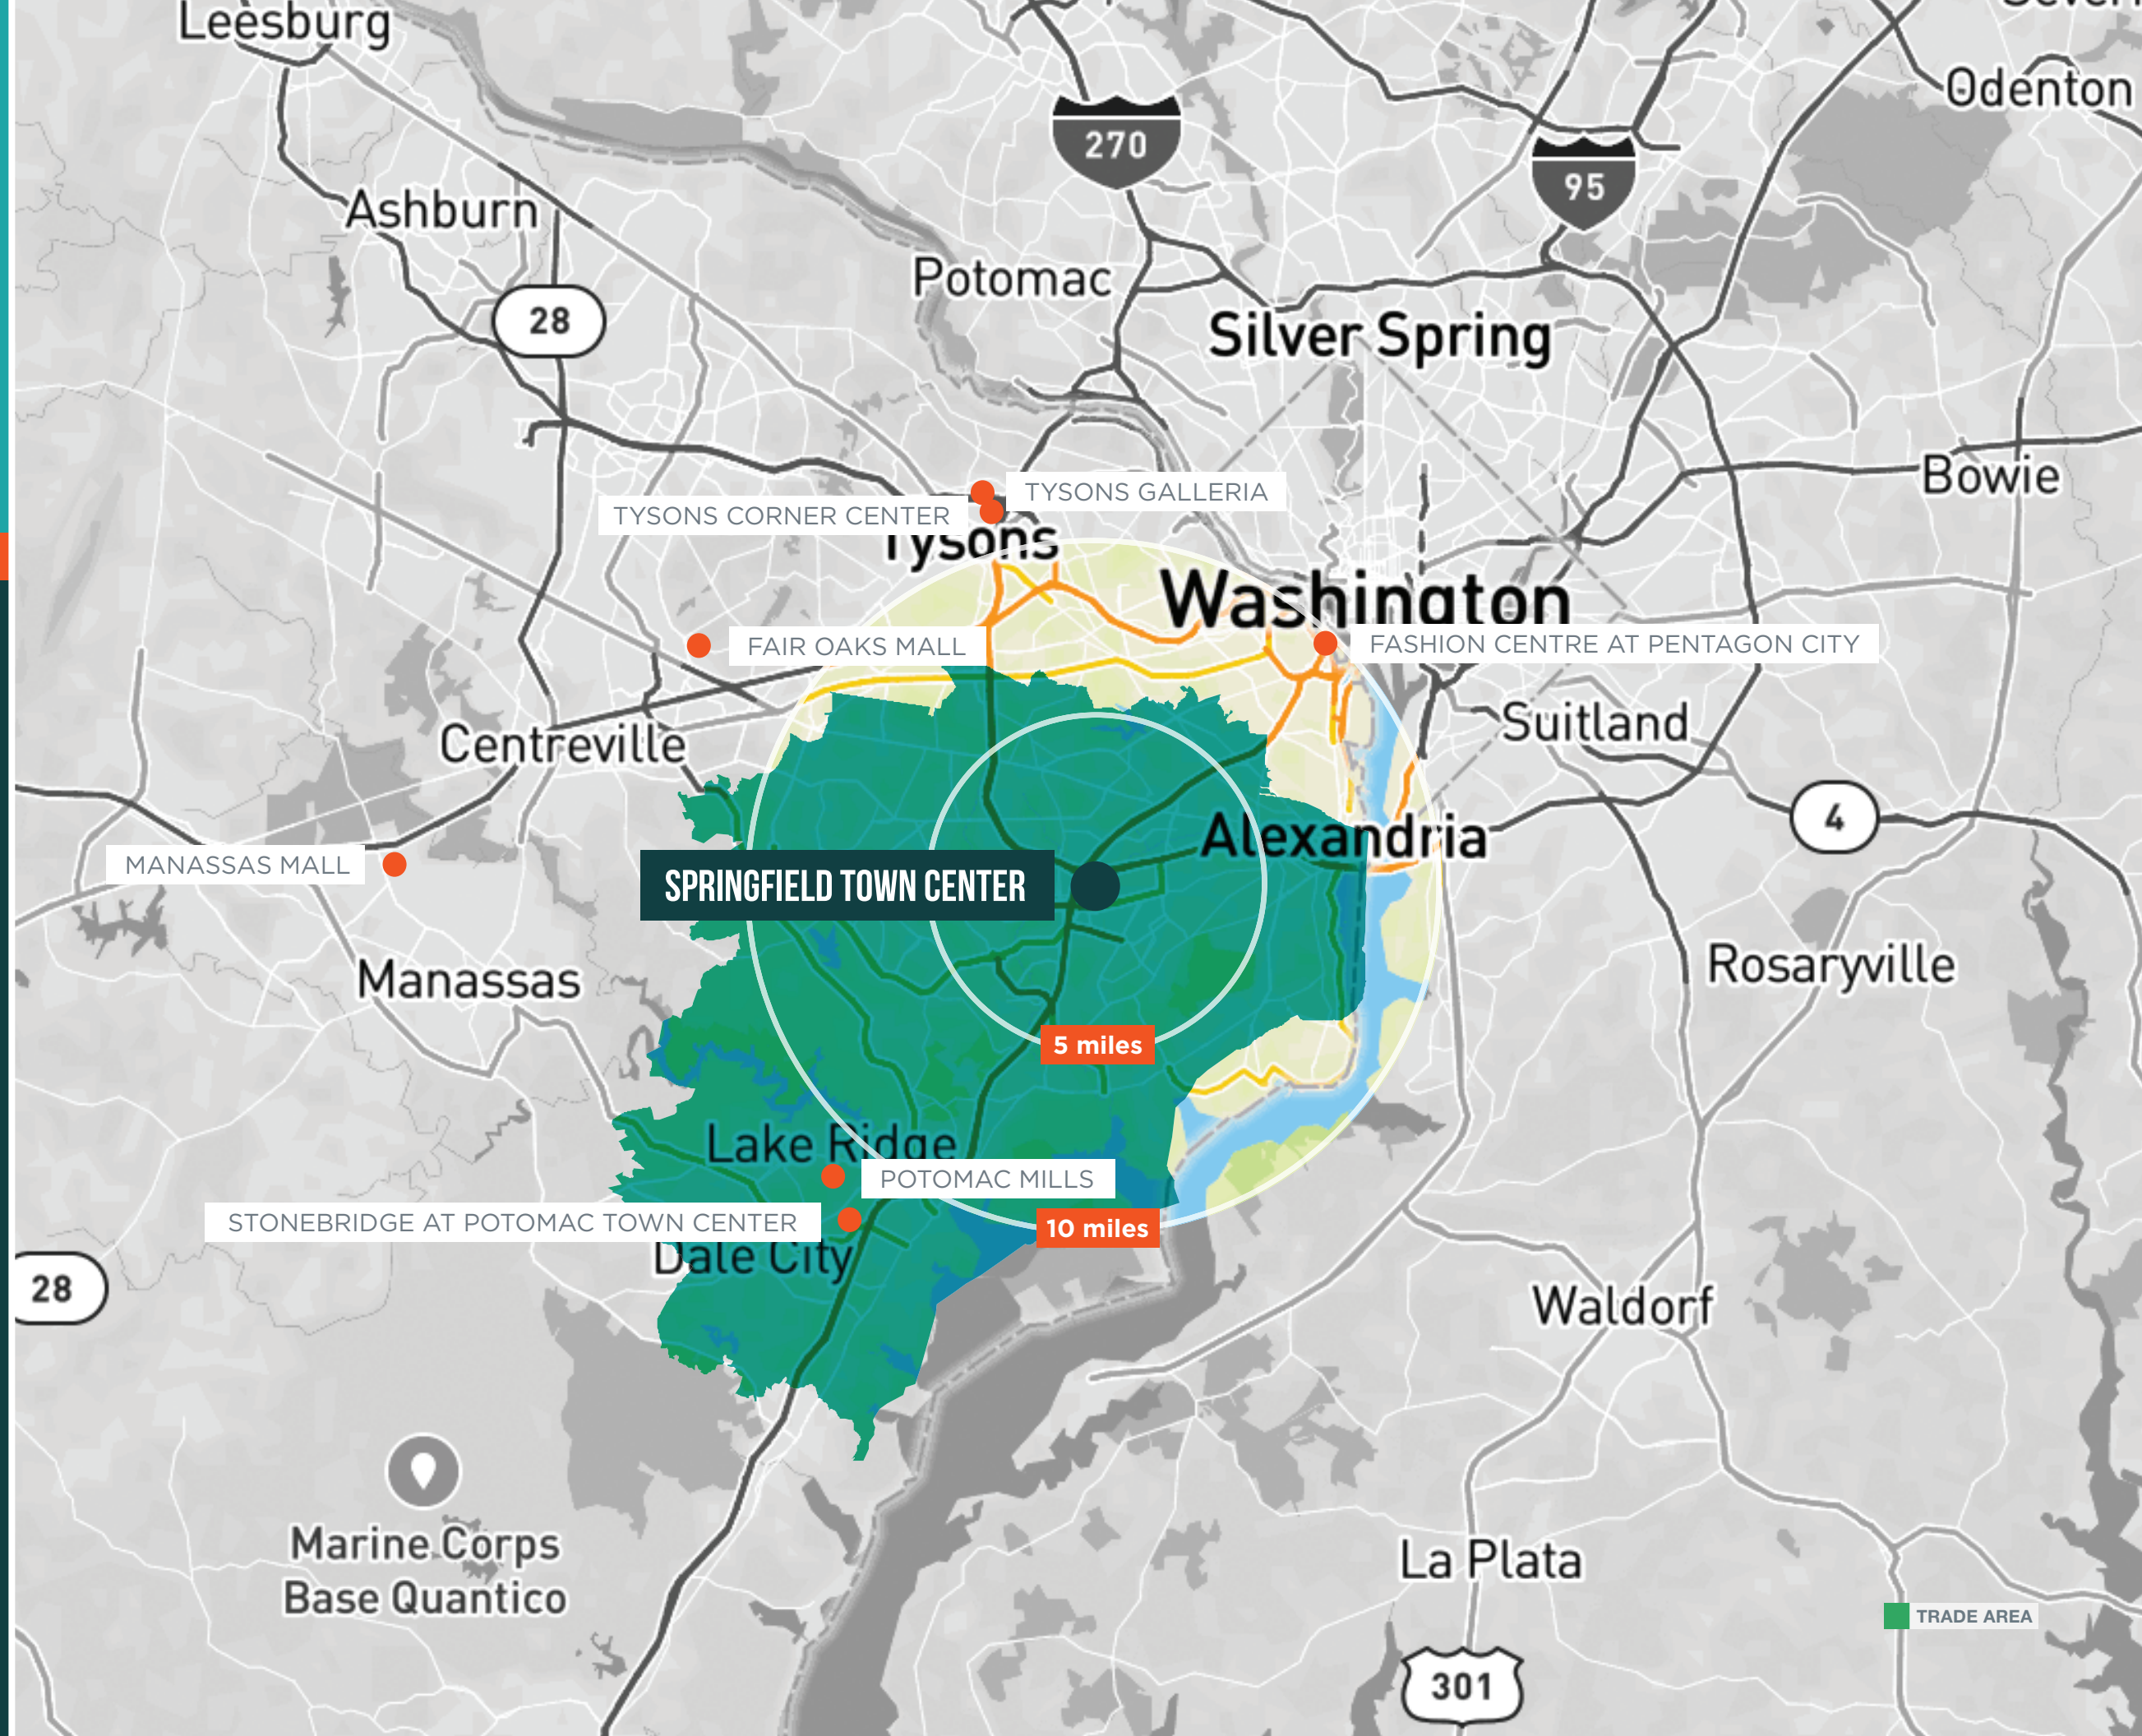 Leesburg
Odenton
270
95
Ashburn
Potomac
28
Silver Spring
Bowie
TYSONS GALLERIA
TYSONS CORNER CENTER
Tysons
Washington
FAIR OAKS MALL
FASHION CENTRE AT PENTAGON CITY
Suitland
Centreville
4
Alexandria
MANASSAS MALL
SPRINGFIELD TOWN CENTER
Rosaryville
Manassas
5 miles
Lake Ridge
POTOMAC MILLS
STONEBRIDGE AT POTOMAC TOWN CENTER
10 miles
Dale City
28
Waldorf
Marine Corps
Base Quantico
La Plata
TRADE AREA
301